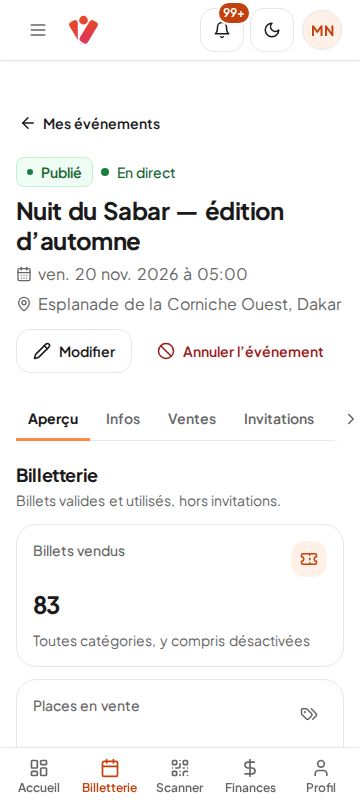 99+
MN
Mes événements
Publié
En direct
Nuit du Sabar — édition
d’automne
ven. 20 nov. 2026 à 05:00
Esplanade de la Corniche Ouest, Dakar
Modifier
Annuler l’événement
Aperçu
Infos
Ventes
Invitations
Billetterie
Billets valides et utilisés, hors invitations.
Billets vendus
83
Toutes catégories, y compris désactivées
Places en vente
Accueil
Billetterie
Scanner
Finances
Profil